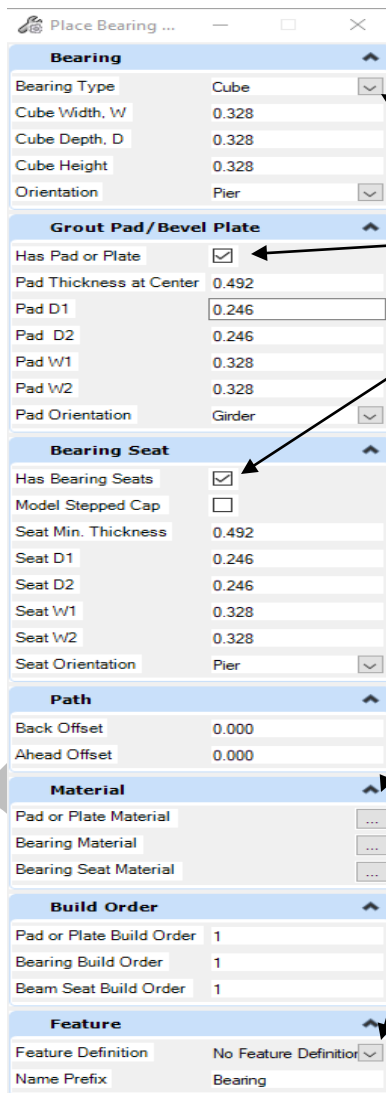 Place Bearing ...
Bearing
Bearing Type Cube
Cube Width, W 0.328
Cube Depth, D 0.328
Cube Height 0.328
Orientation Pier
Grout Pad/Bevel Plate
Has Pad or Plate
Pad Thickness at Center 0.492
Pad D1 0.246
Pad D2 0.246
Pad W1 0.328
Pad W2 0.328
Pad Orientation Girder
Bearing Seat
Has Bearing Seats
Model Stepped Cap
Seat Min. Thickness 0.492
Seat D1 0.246
Seat D2 0.246
Seat W1 0.328
Seat W2 0.328
Seat Orientation Pier
Path
Back Offset 0.000
Ahead Offset 0.000
Material
Pad or Plate Material ...
Bearing Material ...
Bearing Seat Material ...
Build Order
Pad or Plate Build Order 1
Bearing Build Order 1
Beam Seat Build Order 1
Feature
Feature Definition No Feature Definitior
Name Prefix Bearing